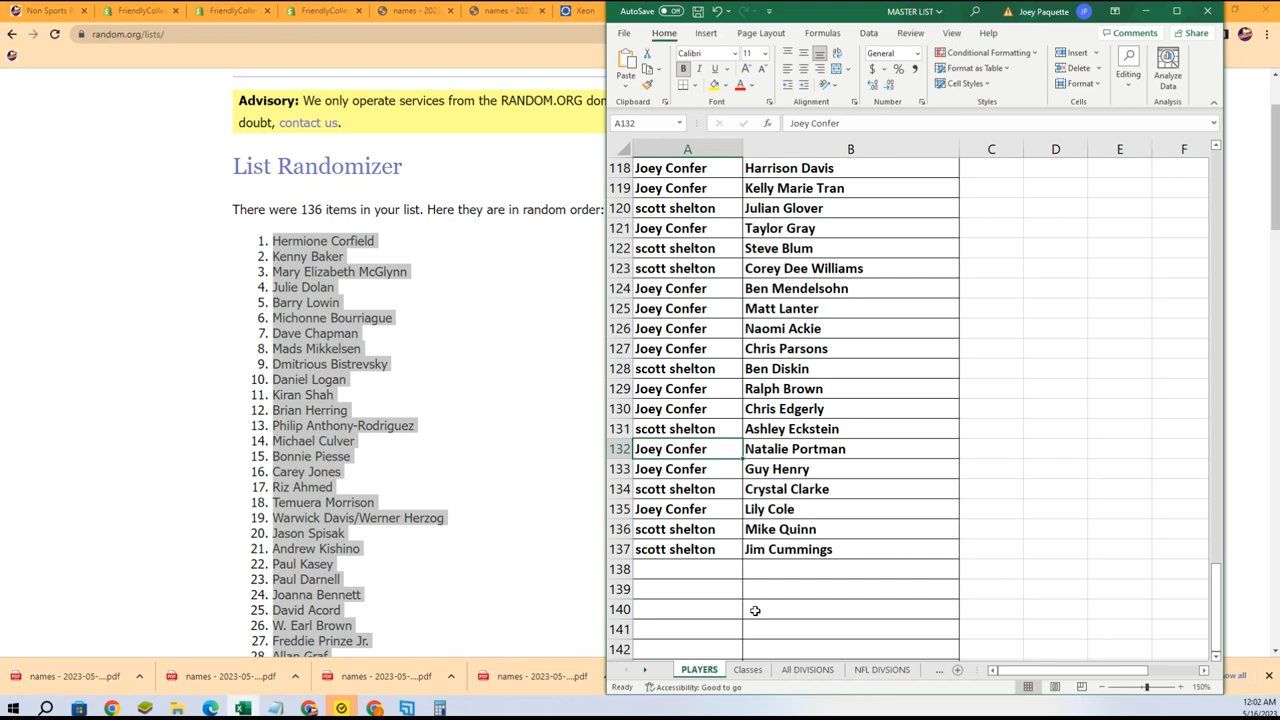 Non Sports B
FriendlyColle
FriendlyColle
FriendlyColle
names - 202
names - 202
Xeon
random.org/lists/
Advisory: We only operate services from the RANDOM.ORG dom
doubt, contact us.
List Randomizer
There were 136 items in your list. Here they are in random order:
1. Hermione Corfield
2. Kenny Baker
3. Mary Elizabeth McGlynn
4. Julie Dolan
5. Barry Lowin
6. Michonne Bourriague
7. Dave Chapman
8. Mads Mikkelsen
9. Dmitrious Bistrevsky
10. Daniel Logan
11. Kiran Shah
12. Brian Herring
13. Philip Anthony-Rodriguez
14. Michael Culver
15. Bonnie Piesse
16. Carey Jones
17. Riz Ahmed
18. Temuera Morrison
19. Warwick Davis/Werner Herzog
20. Jason Spisak
21. Andrew Kishino
22. Paul Kasey
23. Paul Darnell
24. Joanna Bennett
25. David Acord
26. W. Earl Brown
27. Freddie Prinze Jr.
28. Allan Graf
AutoSave Off MASTER LIST Joey Paquette JP
File Home Insert Page Layout Formulas Data Review View Help Comments Share
Paste Calibri 11 General Conditional Formatting Insert Editing Analyze Data
B I U A Format as Table Delete
Cell Styles Format
Clipboard Font Alignment Number Styles Cells Analysis
A132 fx Joey Confer
A B C D E F
118 Joey Confer Harrison Davis
119 Joey Confer Kelly Marie Tran
120 scott shelton Julian Glover
121 Joey Confer Taylor Gray
122 scott shelton Steve Blum
123 scott shelton Corey Dee Williams
124 Joey Confer Ben Mendelsohn
125 Joey Confer Matt Lanter
126 Joey Confer Naomi Ackie
127 Joey Confer Chris Parsons
128 scott shelton Ben Diskin
129 Joey Confer Ralph Brown
130 Joey Confer Chris Edgerly
131 scott shelton Ashley Eckstein
132 Joey Confer Natalie Portman
133 Joey Confer Guy Henry
134 scott shelton Crystal Clarke
135 Joey Confer Lily Cole
136 scott shelton Mike Quinn
137 scott shelton Jim Cummings
138
139
140
141
142
PLAYERS Classes All DIVISIONS NFL DIVSIONS ...
Ready Accessibility: Good to go 150%
names - 2023-05-....pdf
names - 2023-05-....pdf
names - 2023-05-....pdf
names - 2023-05-....pdf
ow all
12:02 AM
5/16/2023